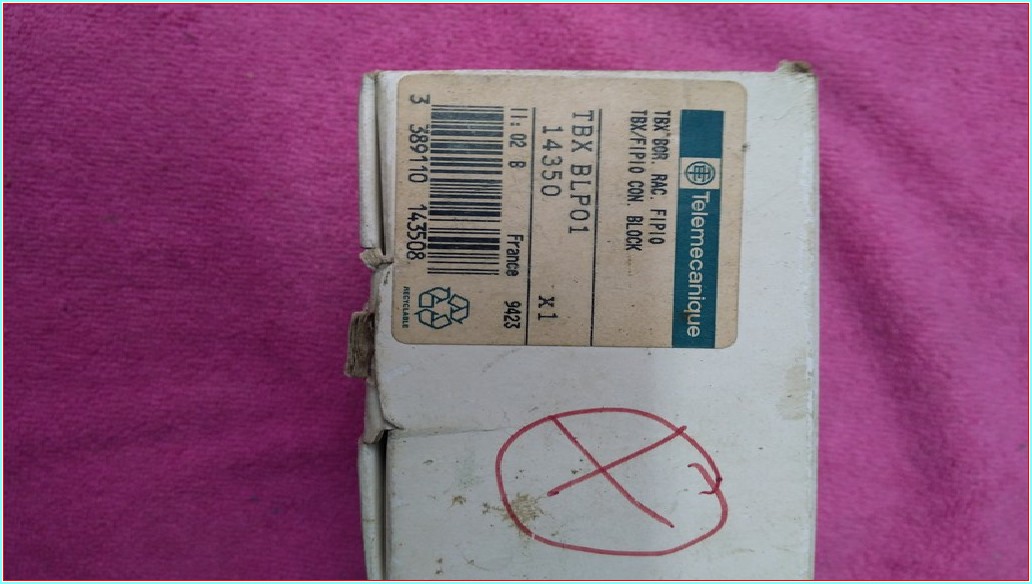 Telemecanique
TBX BOR. RAC. FIPIO
TBX/FIPIO CON. BLOCK
TBX BLP01
14350 X1
11: 02 B France 9423
3 389110 143508
RECYCLABLE